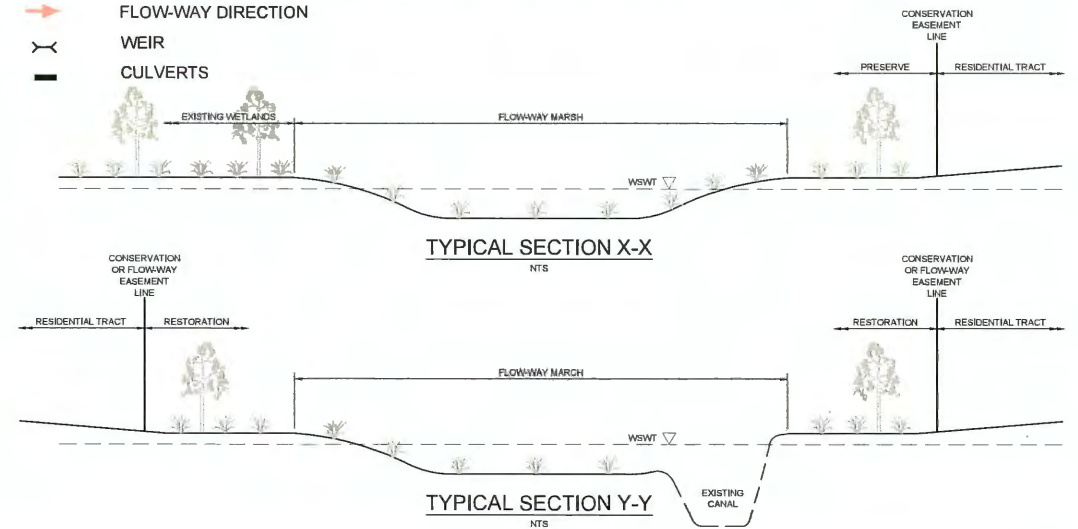 FLOW-WAY DIRECTION
WEIR
CULVERTS
CONSERVATION
EASEMENT
LINE
PRESERVE
RESIDENTIAL TRACT
EXISTING WETLANDS
FLOW-WAY MARSH
WSWT
TYPICAL SECTION X-X
NTS
CONSERVATION
OR FLOW-WAY
EASEMENT
LINE
RESIDENTIAL TRACT
RESTORATION
CONSERVATION
OR FLOW-WAY
EASEMENT
LINE
RESTORATION
RESIDENTIAL TRACT
FLOW-WAY MARCH
WSWT
EXISTING
CANAL
TYPICAL SECTION Y-Y
NTS